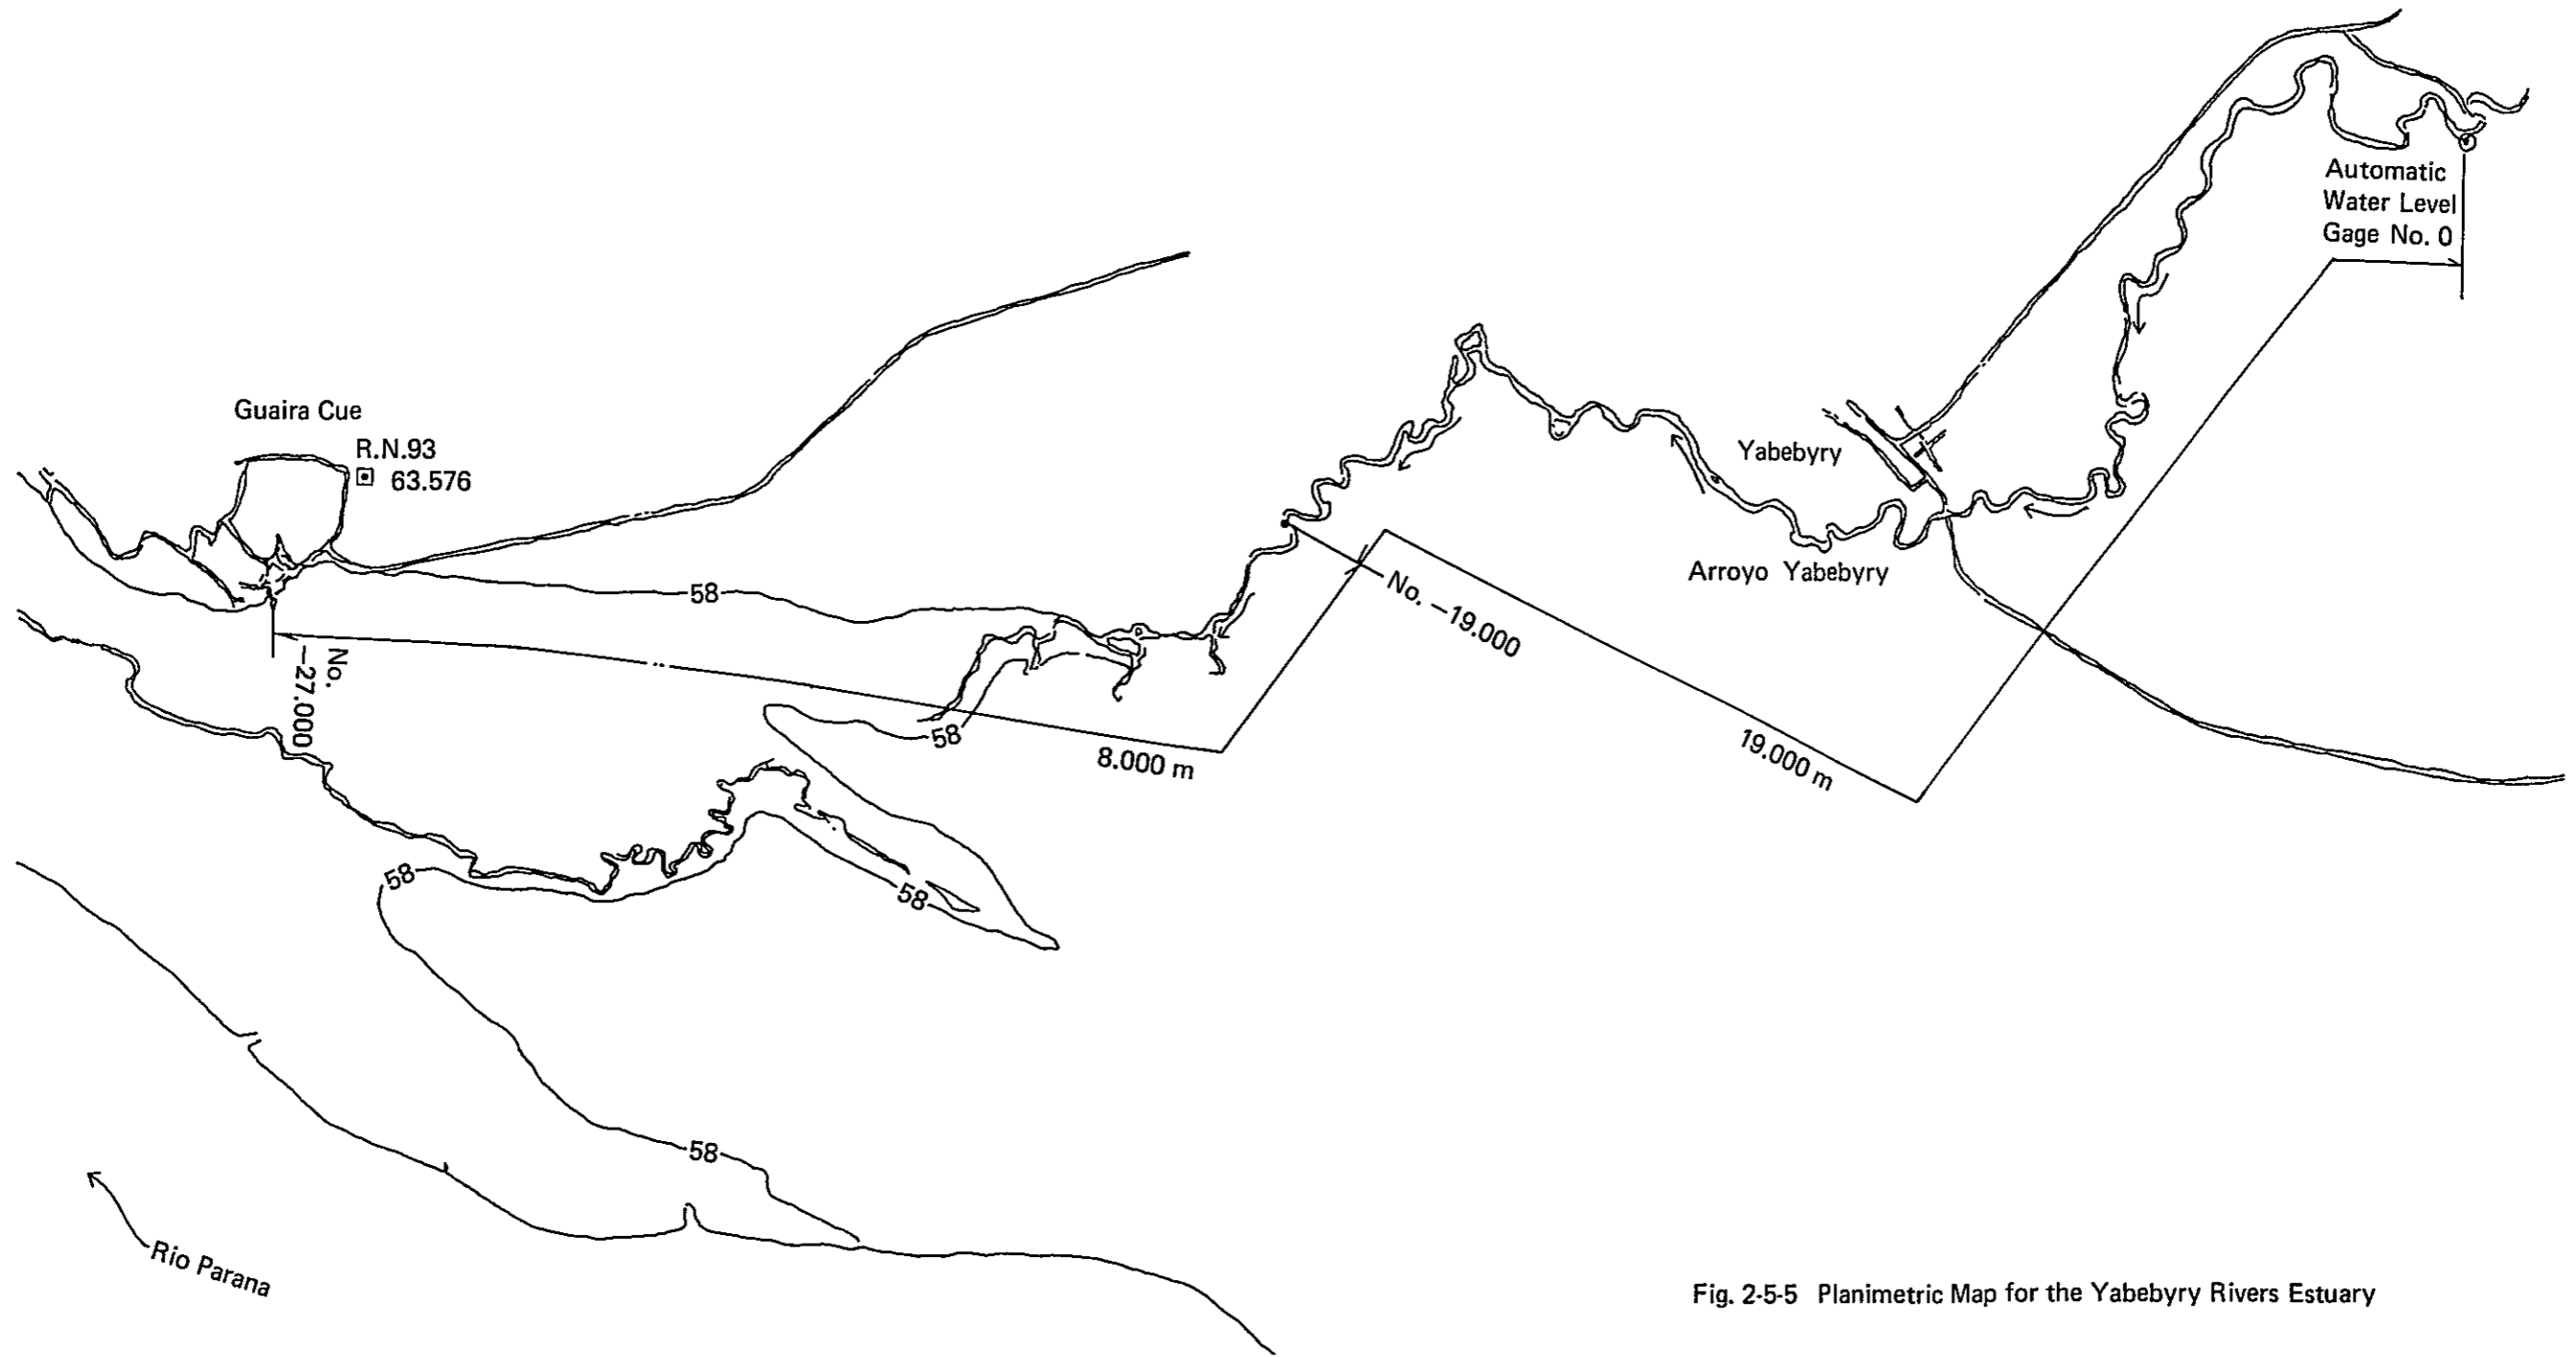 Automatic
Water Level
Gage No. 0
Guaira Cue
R.N.93
63.576
Yabebyry
Arroyo Yabebyry
58
No. −19.000
No.
−27.000
58
8.000 m
19.000 m
58
58
58
Rio Parana
Fig. 2-5-5 Planimetric Map for the Yabebyry Rivers Estuary